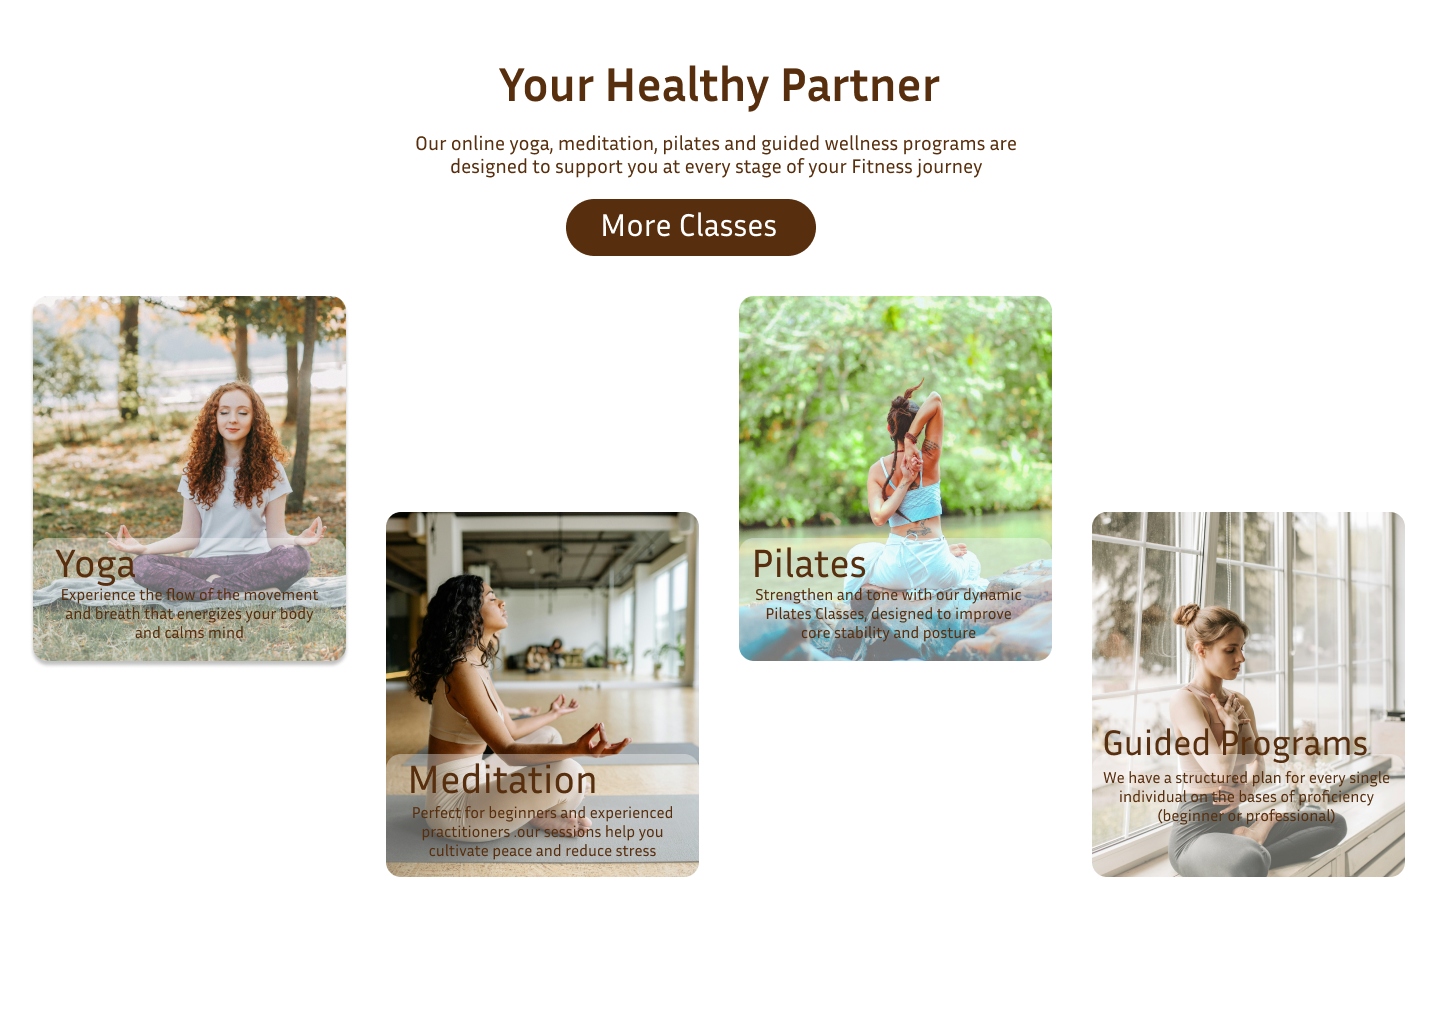 Your Healthy Partner
Our online yoga, meditation, pilates and guided wellness programs are
designed to support you at every stage of your Fitness journey
More Classes
Yoga
Experience the flow of the movement
and breath that energizes your body
and calms mind
Meditation
Perfect for beginners and experienced
practitioners .our sessions help you
cultivate peace and reduce stress
Pilates
Strengthen and tone with our dynamic
Pilates Classes, designed to improve
core stability and posture
Guided Programs
We have a structured plan for every single
individual on the bases of proficiency
(beginner or professional)